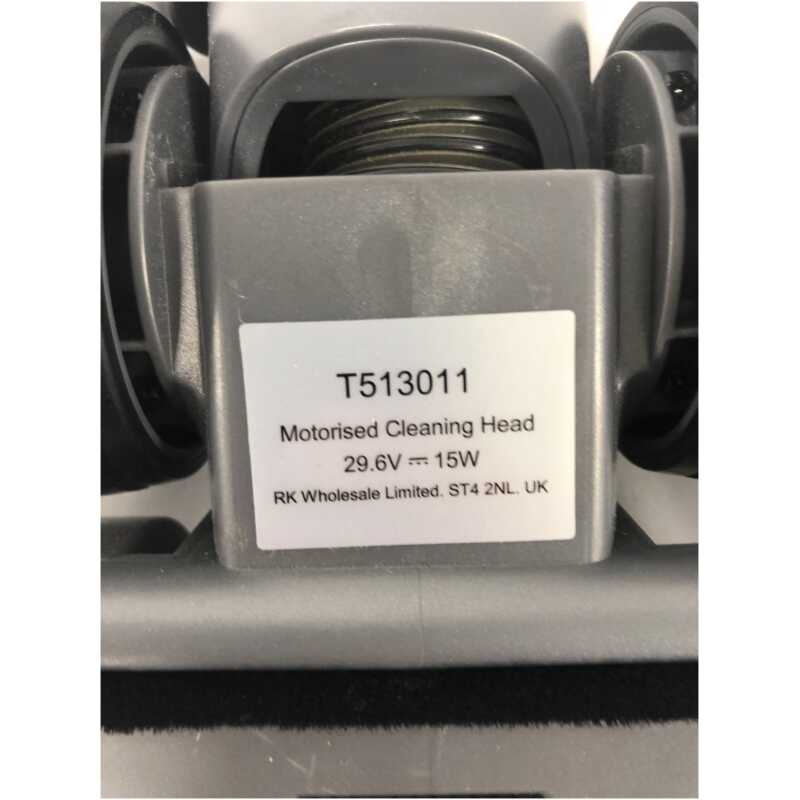 T513011
Motorised Cleaning Head
29.6V ⎓ 15W
RK Wholesale Limited. ST4 2NL. UK